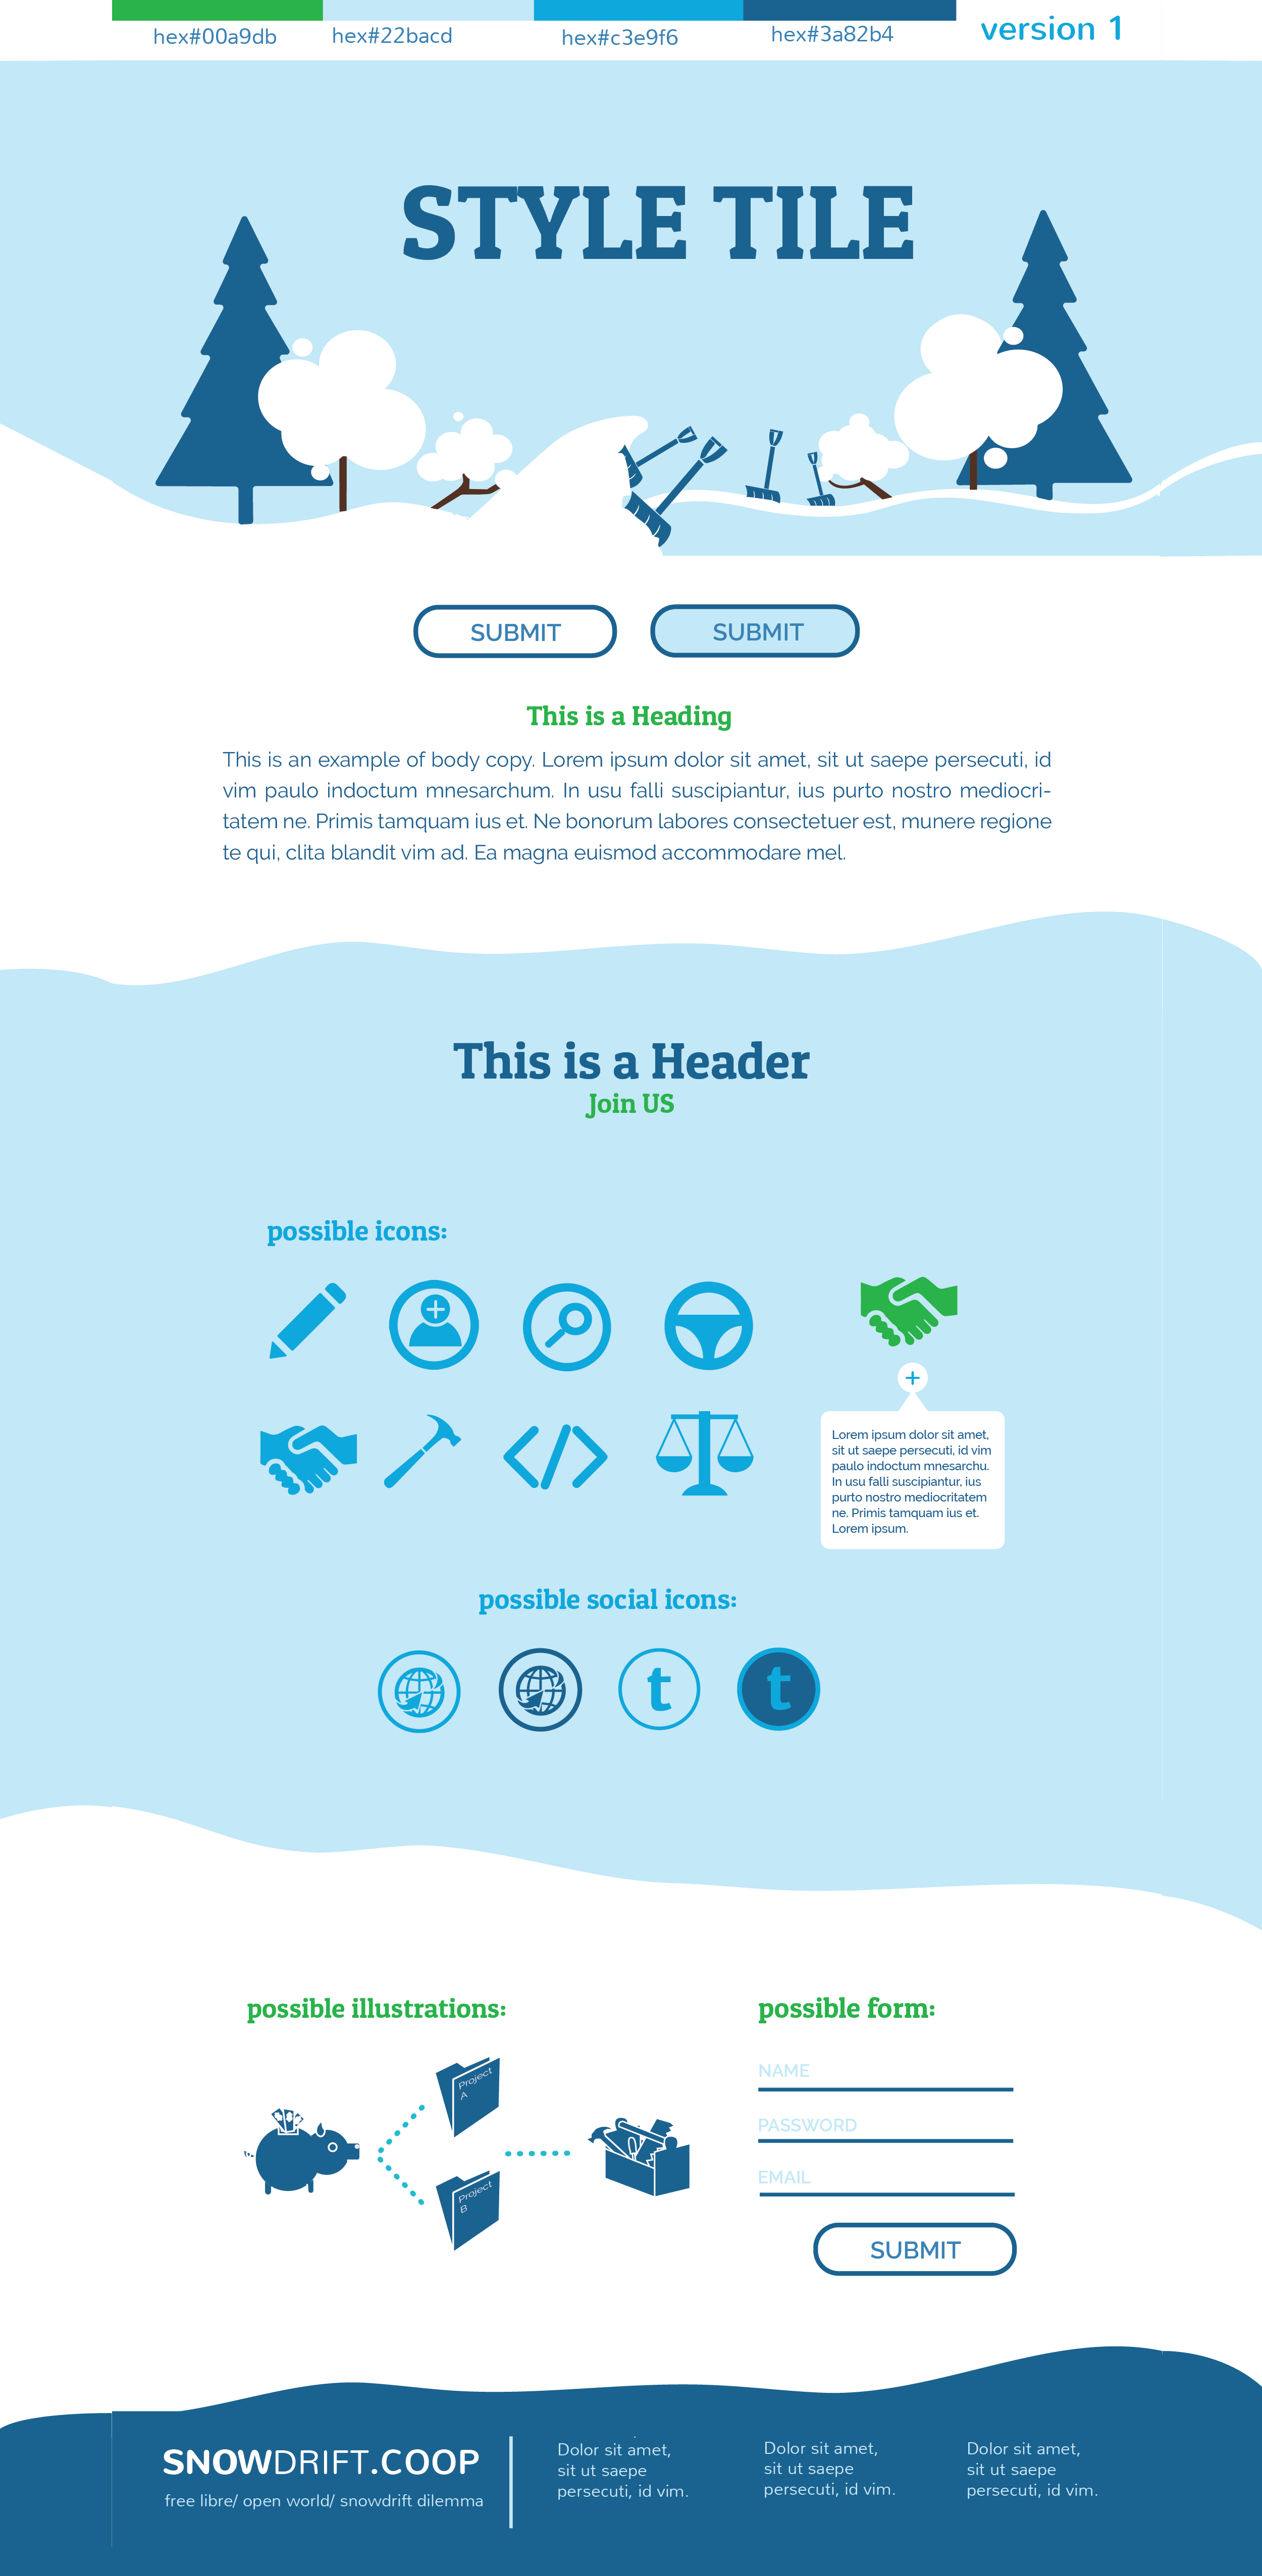 hex#00a9db
hex#22bacd
hex#c3e9f6
hex#3a82b4
version 1
STYLE TILE
SUBMIT
SUBMIT
This is a Heading
This is an example of body copy. Lorem ipsum dolor sit amet, sit ut saepe persecuti, id
vim paulo indoctum mnesarchum. In usu falli suscipiantur, ius purto nostro mediocri-
tatem ne. Primis tamquam ius et. Ne bonorum labores consectetuer est, munere regione
te qui, clita blandit vim ad. Ea magna euismod accommodare mel.
This is a Header
Join US
possible icons:
Lorem ipsum dolor sit amet,
sit ut saepe persecuti, id vim
paulo indoctum mnesarchu.
In usu falli suscipiantur, ius
purto nostro mediocritatem
ne. Primis tamquam ius et.
Lorem ipsum.
possible social icons:
t
t
possible illustrations:
Project
A
Project
B
possible form:
NAME
PASSWORD
EMAIL
SUBMIT
SNOWDRIFT.COOP
free libre/ open world/ snowdrift dilemma
Dolor sit amet,
sit ut saepe
persecuti, id vim.
Dolor sit amet,
sit ut saepe
persecuti, id vim.
Dolor sit amet,
sit ut saepe
persecuti, id vim.